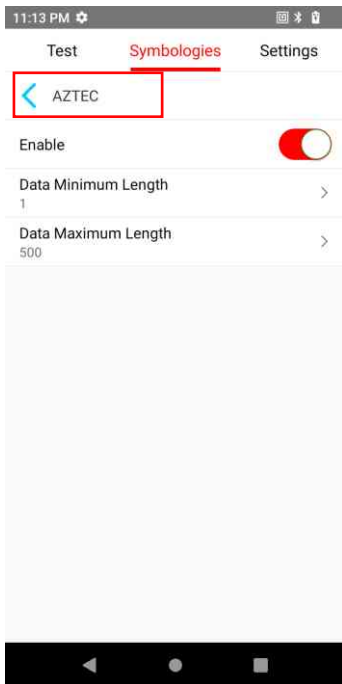 11:13 PM
Test Symbologies Settings
AZTEC
Enable
Data Minimum Length
1
Data Maximum Length
500